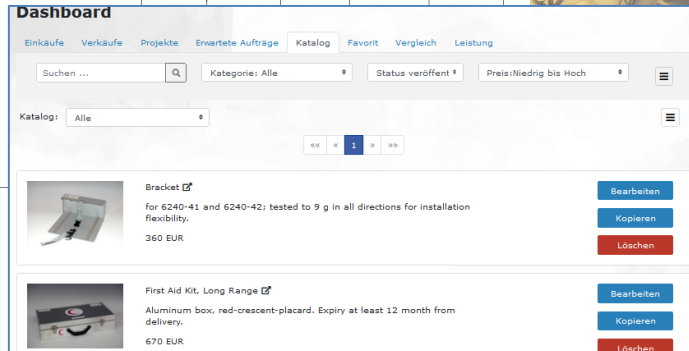 Dashboard
Einkäufe Verkäufe Projekte Erwartete Aufträge Katalog Favorit Vergleich Leistung
Suchen ... Kategorie: Alle Status veröffent Preis:Niedrig bis Hoch
Katalog: Alle
«« « 1 » »»
Bracket
Bearbeiten
for 6240-41 and 6240-42; tested to 9 g in all directions for installation
flexibility.
Kopieren
360 EUR
Löschen
First Aid Kit, Long Range
Bearbeiten
Aluminum box, red-crescent-placard. Expiry at least 12 month from
delivery.
Kopieren
670 EUR
Löschen